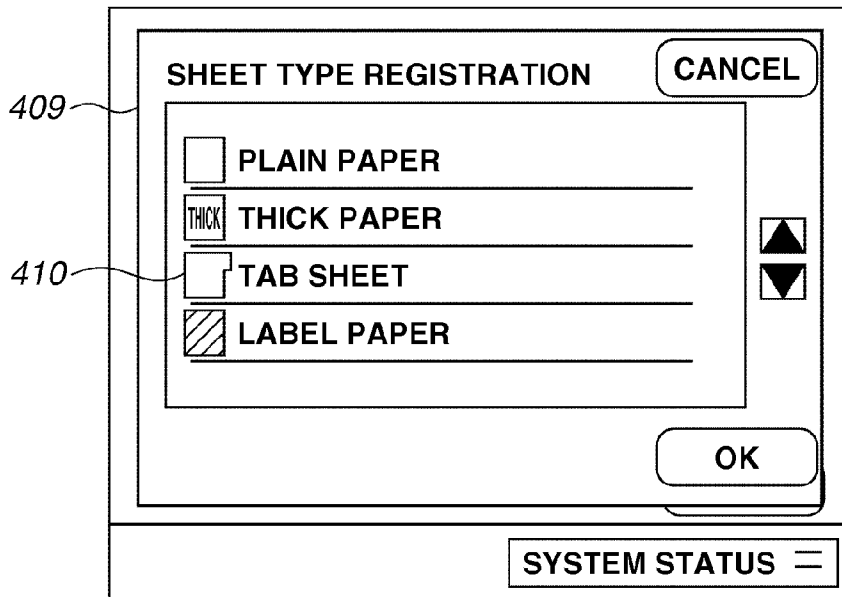 SHEET TYPE REGISTRATION
CANCEL
409
PLAIN PAPER
THICK THICK PAPER
410
TAB SHEET
LABEL PAPER
OK
SYSTEM STATUS